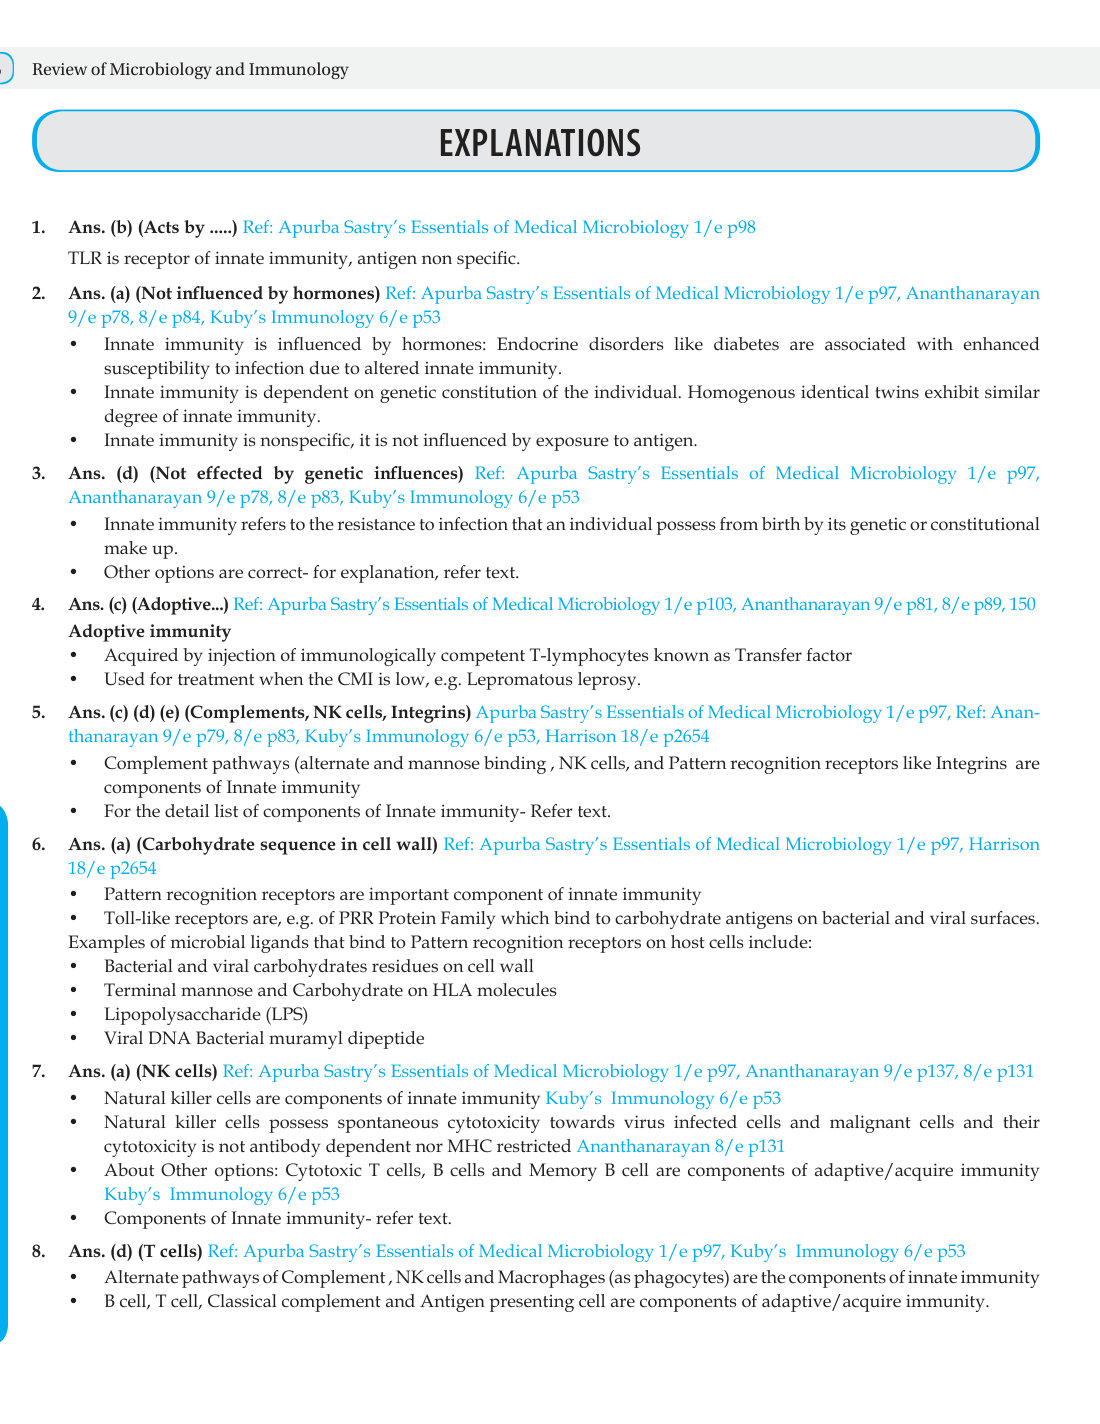 Review of Microbiology and Immunology
EXPLANATIONS
1. Ans. (b) (Acts by .....) Ref: Apurba Sastry's Essentials of Medical Microbiology 1/e p98
TLR is receptor of innate immunity, antigen non specific.
2. Ans. (a) (Not influenced by hormones) Ref: Apurba Sastry's Essentials of Medical Microbiology 1/e p97, Ananthanarayan
9/e p78, 8/e p84, Kuby's Immunology 6/e p53
• Innate immunity is influenced by hormones: Endocrine disorders like diabetes are associated with enhanced
susceptibility to infection due to altered innate immunity.
• Innate immunity is dependent on genetic constitution of the individual. Homogenous identical twins exhibit similar
degree of innate immunity.
• Innate immunity is nonspecific, it is not influenced by exposure to antigen.
3. Ans. (d) (Not effected by genetic influences) Ref: Apurba Sastry's Essentials of Medical Microbiology 1/e p97,
Ananthanarayan 9/e p78, 8/e p83, Kuby's Immunology 6/e p53
• Innate immunity refers to the resistance to infection that an individual possess from birth by its genetic or constitutional
make up.
• Other options are correct- for explanation, refer text.
4. Ans. (c) (Adoptive...) Ref: Apurba Sastry's Essentials of Medical Microbiology 1/e p103, Ananthanarayan 9/e p81, 8/e p89, 150
Adoptive immunity
• Acquired by injection of immunologically competent T-lymphocytes known as Transfer factor
• Used for treatment when the CMI is low, e.g. Lepromatous leprosy.
5. Ans. (c) (d) (e) (Complements, NK cells, Integrins) Apurba Sastry's Essentials of Medical Microbiology 1/e p97, Ref: Anan-
thanarayan 9/e p79, 8/e p83, Kuby's Immunology 6/e p53, Harrison 18/e p2654
• Complement pathways (alternate and mannose binding , NK cells, and Pattern recognition receptors like Integrins are
components of Innate immunity
• For the detail list of components of Innate immunity- Refer text.
6. Ans. (a) (Carbohydrate sequence in cell wall) Ref: Apurba Sastry's Essentials of Medical Microbiology 1/e p97, Harrison
18/e p2654
• Pattern recognition receptors are important component of innate immunity
• Toll-like receptors are, e.g. of PRR Protein Family which bind to carbohydrate antigens on bacterial and viral surfaces.
Examples of microbial ligands that bind to Pattern recognition receptors on host cells include:
• Bacterial and viral carbohydrates residues on cell wall
• Terminal mannose and Carbohydrate on HLA molecules
• Lipopolysaccharide (LPS)
• Viral DNA Bacterial muramyl dipeptide
7. Ans. (a) (NK cells) Ref: Apurba Sastry's Essentials of Medical Microbiology 1/e p97, Ananthanarayan 9/e p137, 8/e p131
• Natural killer cells are components of innate immunity Kuby's Immunology 6/e p53
• Natural killer cells possess spontaneous cytotoxicity towards virus infected cells and malignant cells and their
cytotoxicity is not antibody dependent nor MHC restricted Ananthanarayan 8/e p131
• About Other options: Cytotoxic T cells, B cells and Memory B cell are components of adaptive/acquire immunity
Kuby's Immunology 6/e p53
• Components of Innate immunity- refer text.
8. Ans. (d) (T cells) Ref: Apurba Sastry's Essentials of Medical Microbiology 1/e p97, Kuby's Immunology 6/e p53
• Alternate pathways of Complement , NK cells and Macrophages (as phagocytes) are the components of innate immunity
• B cell, T cell, Classical complement and Antigen presenting cell are components of adaptive/acquire immunity.